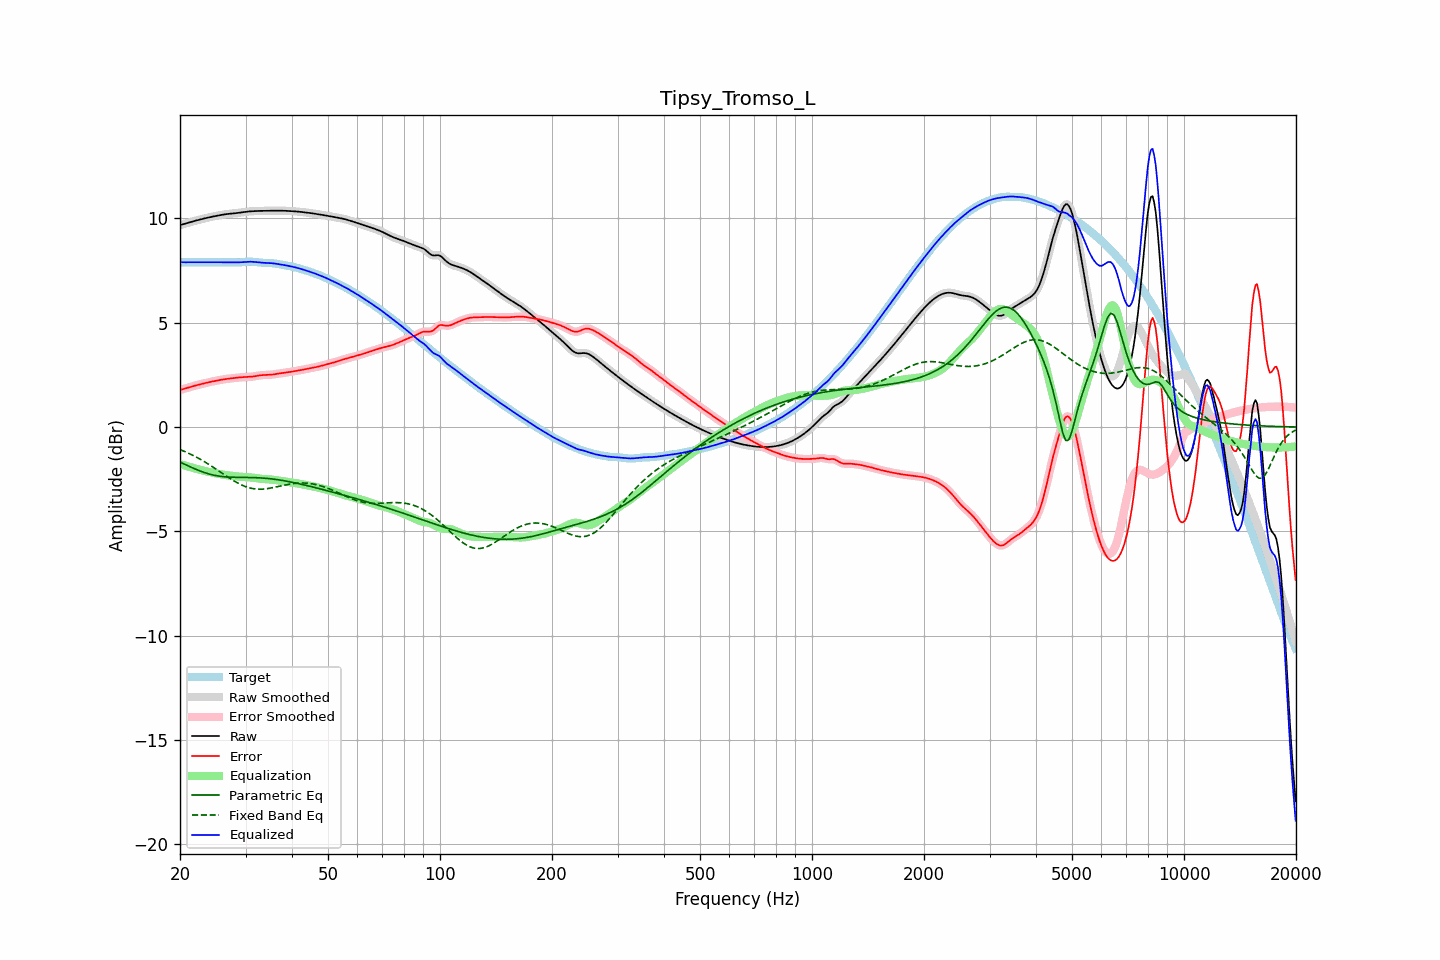 Tipsy_Tromso_L
Amplitude (dBr)
10
5
0
−5
−10
−15
−20
Target
Raw Smoothed
Error Smoothed
Raw
Error
Equalization
Parametric Eq
Fixed Band Eq
Equalized
20
50
100
200
500
1000
2000
5000
10000
20000
Frequency (Hz)